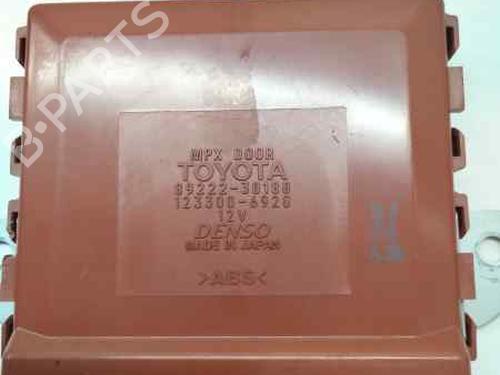 B-PARTS
MPX DOOR
TOYOTA
89222-30180
123300-6920
12V
DENSO
MADE IN JAPAN
>ABS<